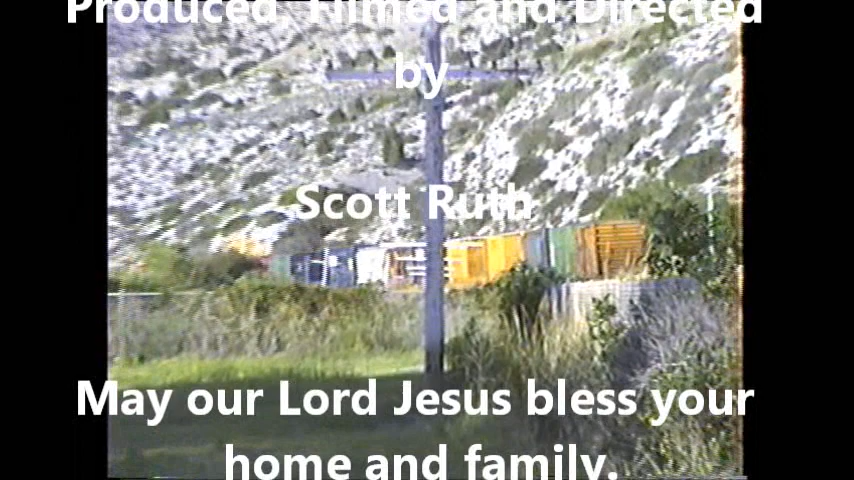 Produced, Filmed and Directed
by
Scott Ruth
May our Lord Jesus bless your
home and family.